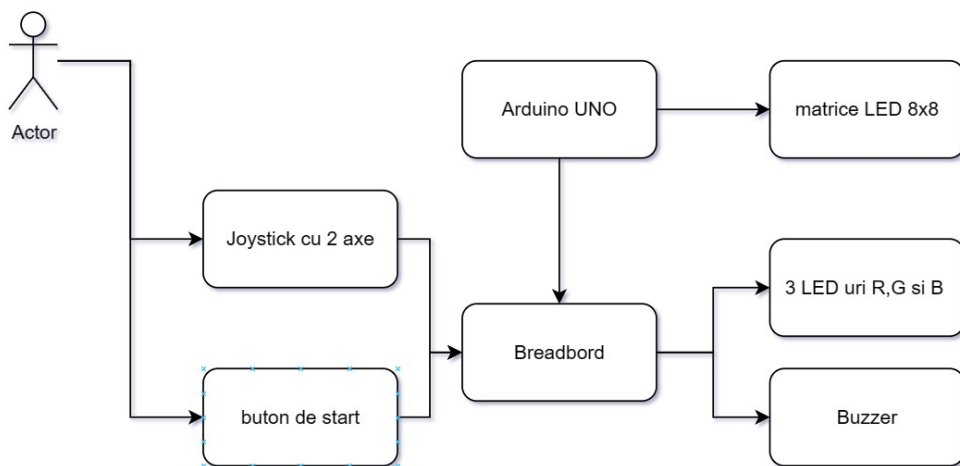 Actor
Arduino UNO
matrice LED 8x8
Joystick cu 2 axe
3 LED uri R,G si B
Breadbord
buton de start
Buzzer